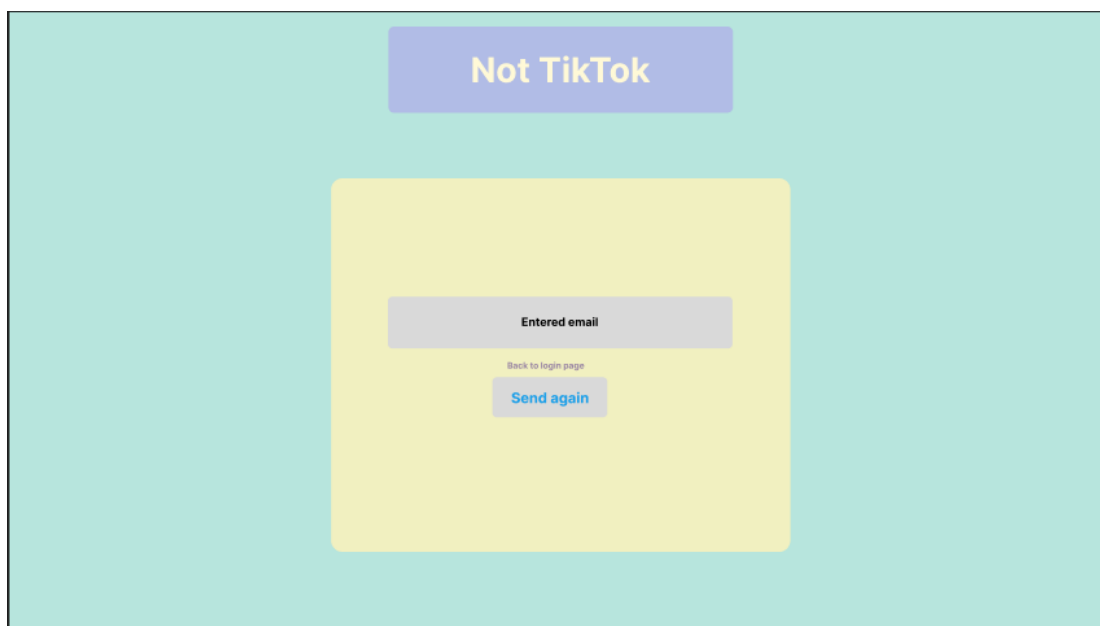 Not TikTok
Entered email
Back to login page
Send again